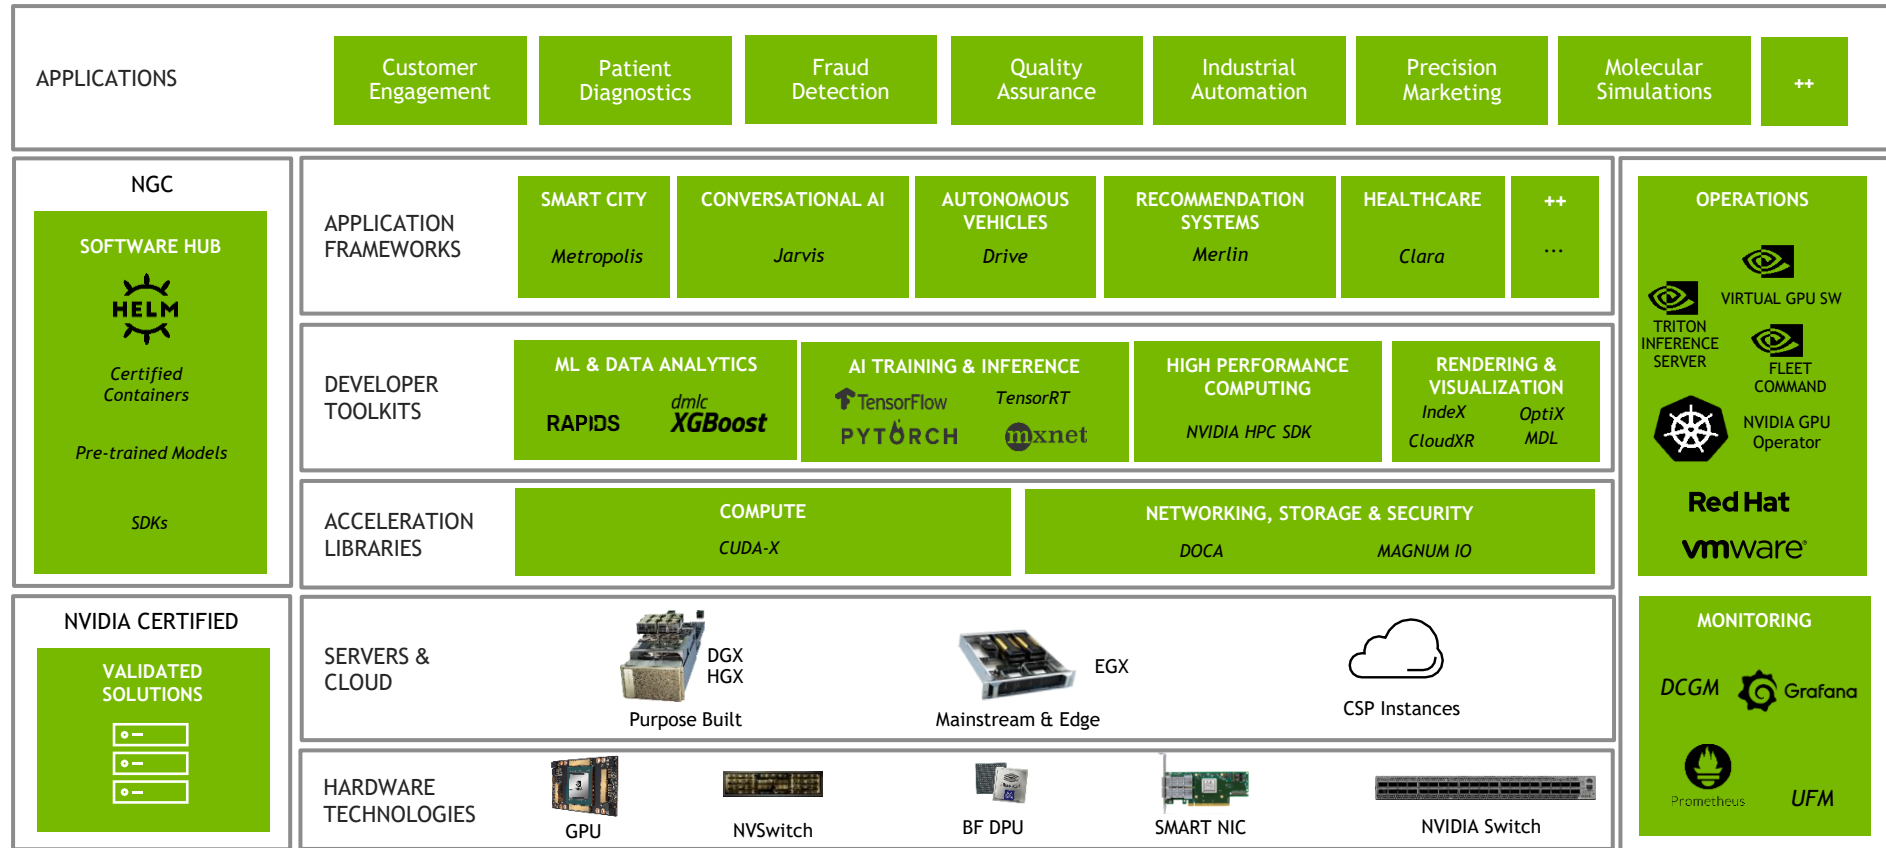 APPLICATIONS
Customer
Engagement
Patient
Diagnostics
Fraud
Detection
Quality
Assurance
Industrial
Automation
Precision
Marketing
Molecular
Simulations
++
NGC
SOFTWARE HUB
HELM
Certified
Containers
Pre-trained Models
SDKs
APPLICATION
FRAMEWORKS
SMART CITY
Metropolis
CONVERSATIONAL AI
Jarvis
AUTONOMOUS
VEHICLES
Drive
RECOMMENDATION
SYSTEMS
Merlin
HEALTHCARE
Clara
++
...
DEVELOPER
TOOLKITS
ML & DATA ANALYTICS
RAPIDS
dmlc
XGBoost
AI TRAINING & INFERENCE
TensorFlow
TensorRT
PYTORCH
mxnet
HIGH PERFORMANCE
COMPUTING
NVIDIA HPC SDK
RENDERING &
VISUALIZATION
IndeX
OptiX
CloudXR
MDL
ACCELERATION
LIBRARIES
COMPUTE
CUDA-X
NETWORKING, STORAGE & SECURITY
DOCA
MAGNUM IO
OPERATIONS
VIRTUAL GPU SW
TRITON
INFERENCE
SERVER
FLEET
COMMAND
NVIDIA GPU
Operator
Red Hat
vmware®
NVIDIA CERTIFIED
VALIDATED
SOLUTIONS
SERVERS &
CLOUD
DGX
HGX
Purpose Built
EGX
Mainstream & Edge
CSP Instances
HARDWARE
TECHNOLOGIES
GPU
NVSwitch
BF DPU
SMART NIC
NVIDIA Switch
MONITORING
DCGM
Grafana
Prometheus
UFM